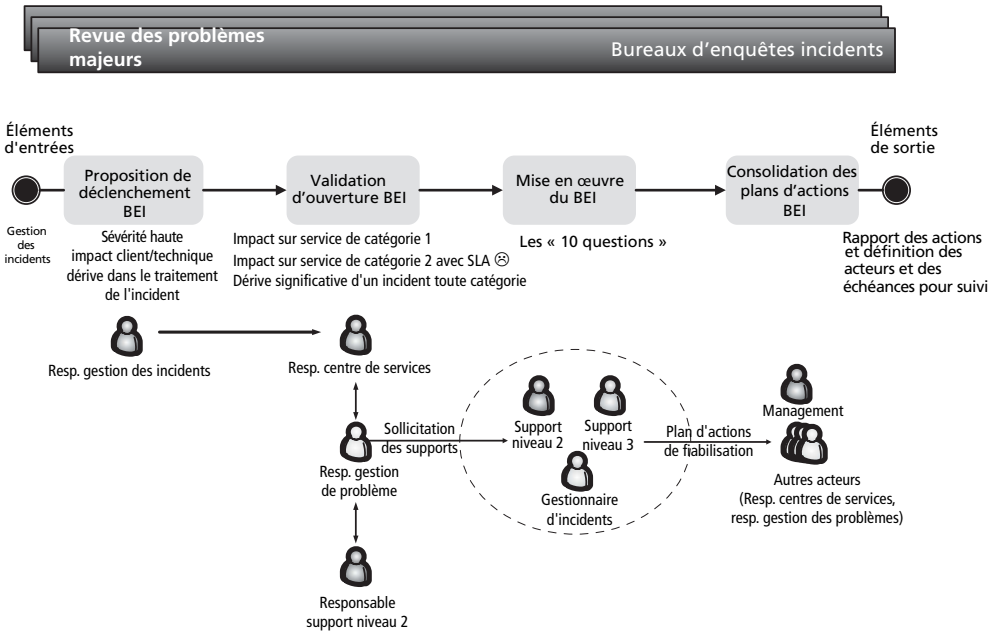 Revue des problèmes
majeurs
Bureaux d'enquêtes incidents
Éléments
d'entrées
Éléments
de sortie
Proposition de
déclenchement
BEI
Validation
d'ouverture BEI
Mise en œuvre
du BEI
Consolidation des
plans d'actions
BEI
Gestion
des
incidents
Sévérité haute
impact client/technique
dérive dans le traitement
de l'incident
Impact sur service de catégorie 1
Impact sur service de catégorie 2 avec SLA ☹
Dérive significative d'un incident toute catégorie
Les « 10 questions »
Rapport des actions
et définition des
acteurs et des
échéances pour suivi
Resp. gestion des incidents
Resp. centre de services
Sollicitation
des supports
Resp. gestion
de problème
Support
niveau 2
Support
niveau 3
Gestionnaire
d'incidents
Plan d'actions
de fiabilisation
Management
Autres acteurs
(Resp. centres de services,
resp. gestion des problèmes)
Responsable
support niveau 2